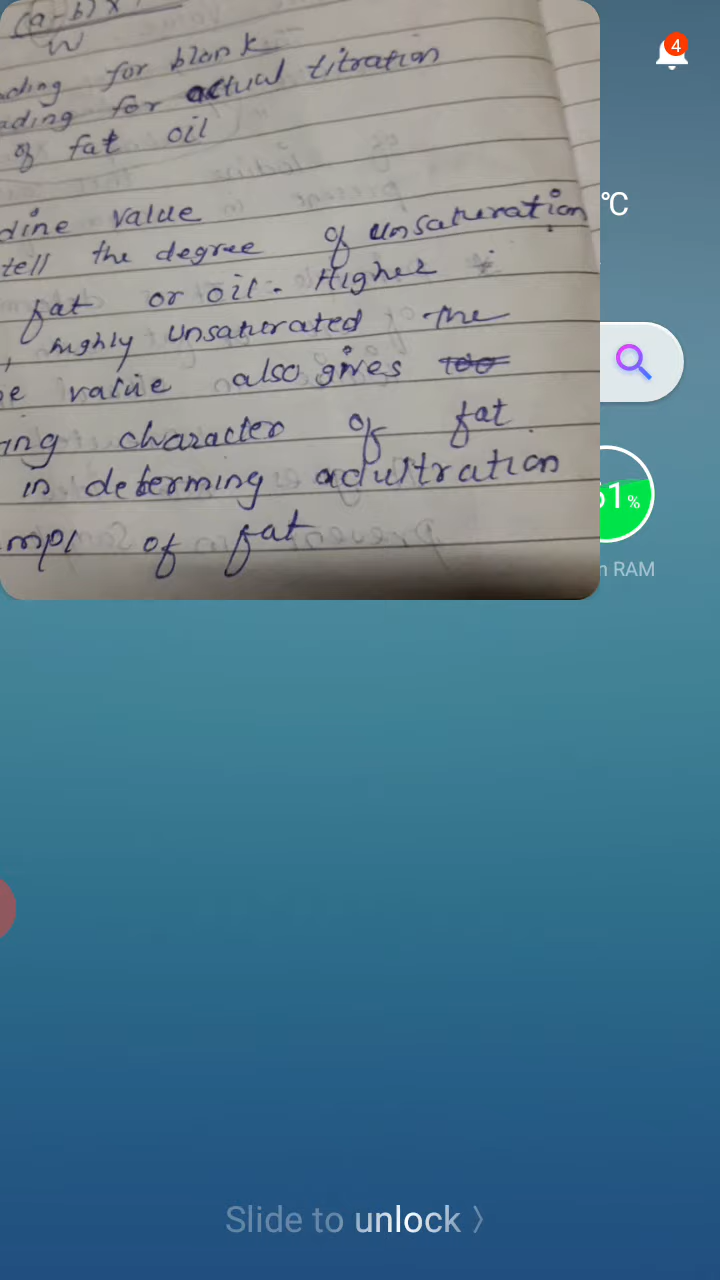 (a-b) x
w
ading for blank
ading for actual titration
of fat oil
dine value
tell the degree of unsaturation
fat or oil. Higher
, highly unsaturated The
e value also gives
ing character of fat
in determing adultration
mpl of fat
4
℃
61%
n RAM
Slide to unlock 〉